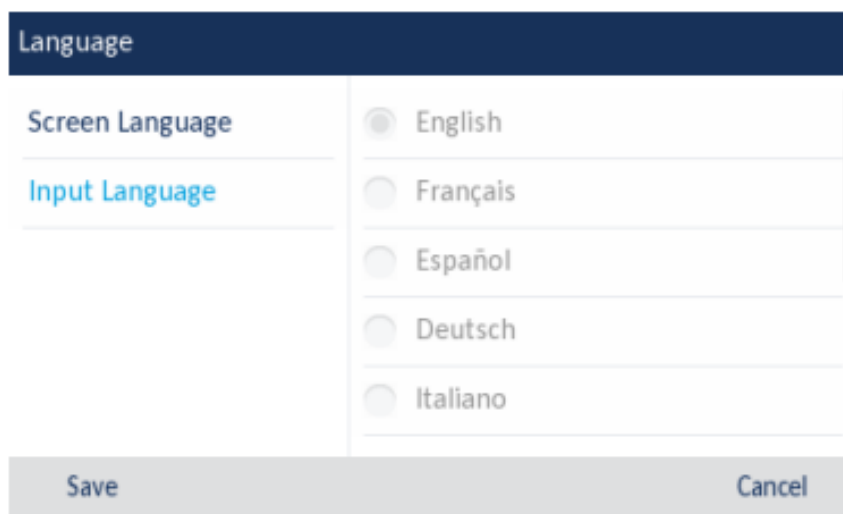 Language
Screen Language
Input Language
English
Français
Español
Deutsch
Italiano
Save
Cancel